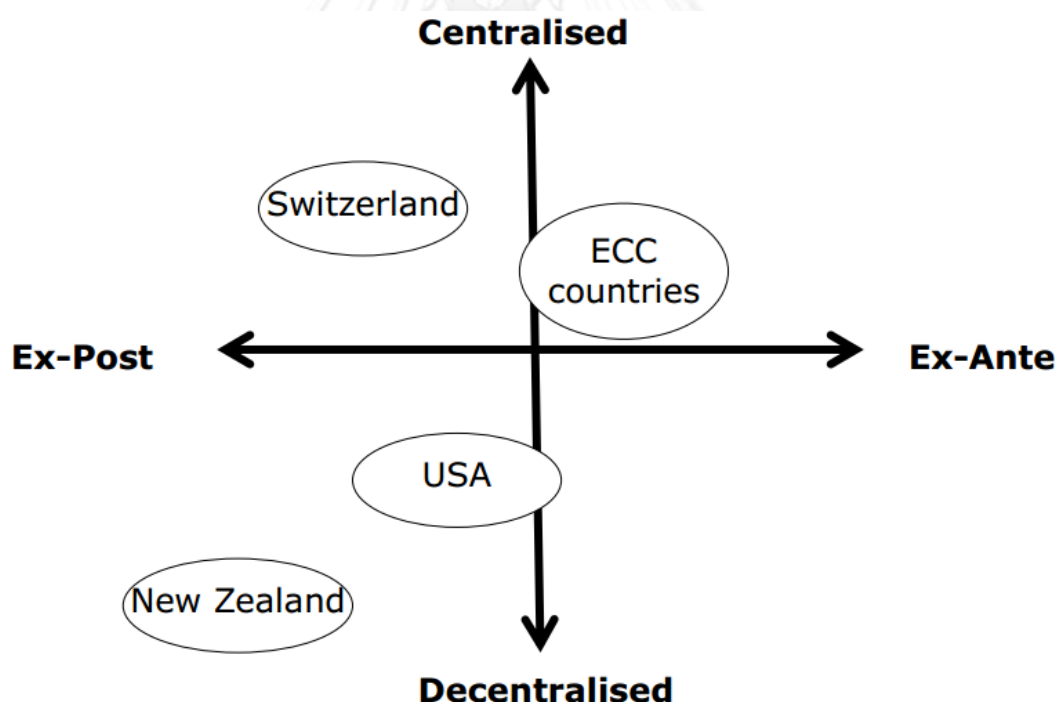 Centralised
Switzerland
ECC
countries
Ex-Post
Ex-Ante
USA
New Zealand
Decentralised